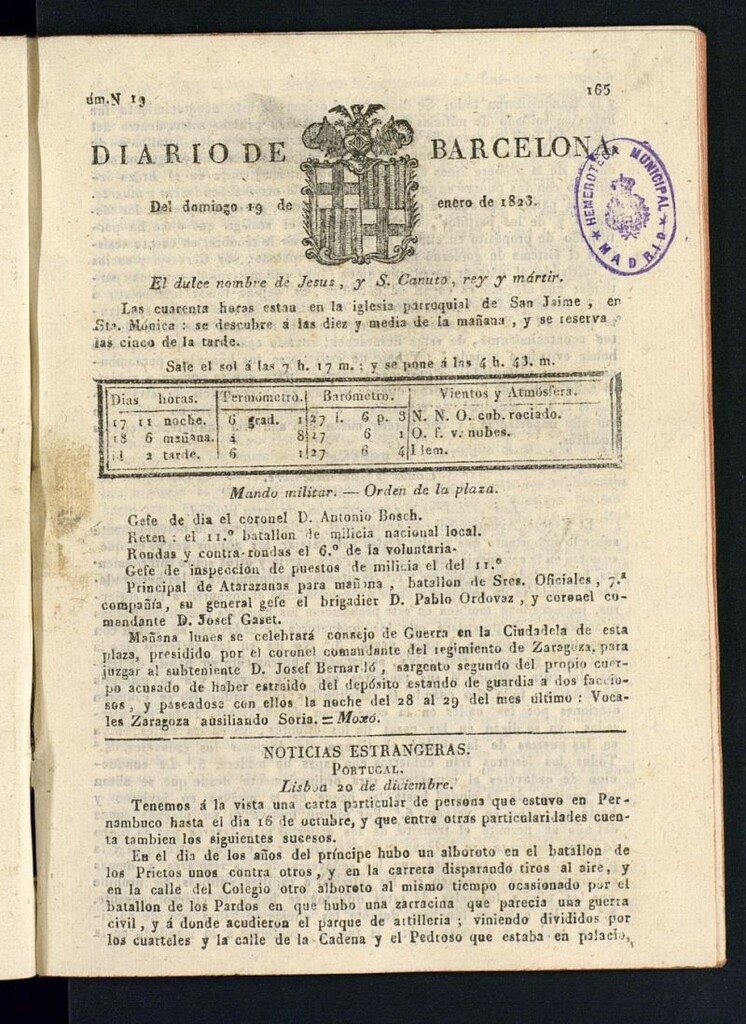 úm.N 19
165
DIARIO DE BARCELONA,
Del domingo 19 de enero de 1823.
HEMEROTECA MUNICIPAL
★ MADRID ★
El dulce nombre de Jesus, y S. Canuto, rey y mártir.
Las cuarenta horas estan en la iglesia parroquial de San Jaime, en
Sta. Mónica: se descubre á las diez y media de la mañana, y se reserva
las cinco de la tarde.
Sale el sol á las 7 h. 17 m.; y se pone á las 4 h. 43. m.
Dias horas. Termómetro. Barómetro. Vientos y Atmósfera.
17 11 noche. 6 grad. 1 27 l. 6 p. 3 N. N. O. cub. rociado.
18 6 mañana. 4 8 27 6 1 O. f. v. nubes.
id 2 tarde. 6 1 27 6 4 Idem.
Mando militar. — Orden de la plaza.
Gefe de dia el coronel D. Antonio Bosch.
Reten: el 11.º batallon de milicia nacional local.
Rondas y contra-rondas el 6.º de la voluntaria.
Gefe de inspeccion de puestos de milicia el del 11.º
Principal de Atarazanas para mañana, batallon de Sres. Oficiales, 7.ª
compañía, su general gefe el brigadier D. Pablo Ordovaz, y coronel co-
mandante D. Josef Gaset.
Mañana lunes se celebrará consejo de Guerra en la Ciudadela de esta
plaza, presidido por el coronel comandante del regimiento de Zaragoza, para
juzgar al subteniente D. Josef Bernardó, sargento segundo del propio cuer-
po acusado de haber estraido del depósito estando de guardia a dos faccio-
sos, y paseadose con ellos la noche del 28 al 29 del mes último: Voca-
les Zaragoza ausiliando Soria. = Moxó.
NOTICIAS ESTRANGERAS.
PORTUGAL.
Lisboa 20 de diciembre.
Tenemos á la vista una carta particular de persona que estuvo en Per-
nambuco hasta el dia 16 de octubre, y que entre otras particularidades cuen-
ta tambien los siguientes sucesos.
En el dia de los años del príncipe hubo un alboroto en el batallon de
los Prietos unos contra otros, y en la carrera disparando tiros al aire, y
en la calle del Colegio otro alboroto al mismo tiempo ocasionado por el
batallon de los Pardos en que hubo una zarracina que parecia una guerra
civil, y á donde acudieron el parque de artilleria; viniendo divididos por
los cuarteles y la calle de la Cadena y el Pedroso que estaba en palacio,